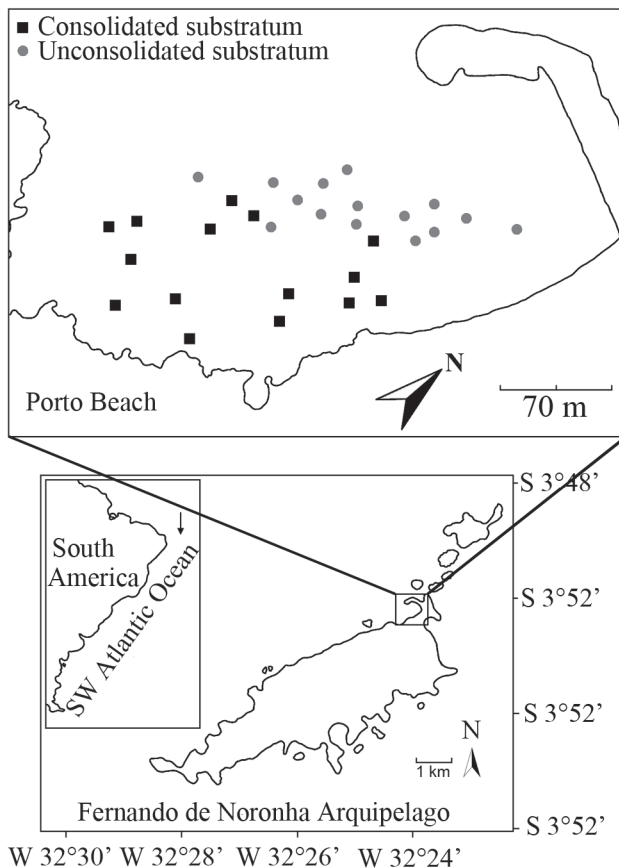 Consolidated substratum
Unconsolidated substratum
N
Porto Beach
70 m
S 3°48’
South
America
SW Atlantic Ocean
S 3°52’
S 3°52’
N
1 km
Fernando de Noronha Arquipelago
S 3°52’
W 32°30’ W 32°28’ W 32°26’ W 32°24’